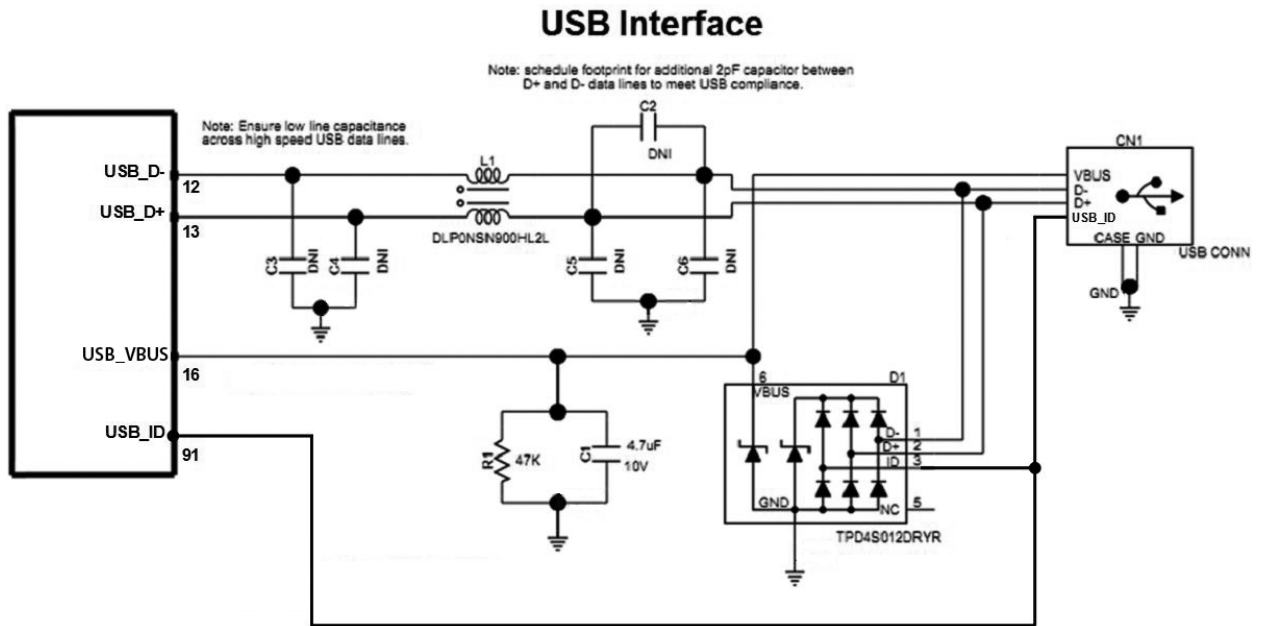 USB Interface
Note: schedule footprint for additional 2pF capacitor between
D+ and D- data lines to meet USB compliance.
Note: Ensure low line capacitance
across high speed USB data lines.
C2
DNI
CN1
L1
USB_D-
12
USB_D+
13
DLP0NSN900HL2L
VBUS
D-
D+
USB_ID
CASE GND
USB CONN
GND
C3
DNI
C4
DNI
C5
DNI
C6
DNI
USB_VBUS
16
6
VBUS
D1
USB_ID
91
R1
47K
C1
4.7uF
10V
D-
1
D+
2
ID
3
GND
NC
5
TPD4S012DRYR